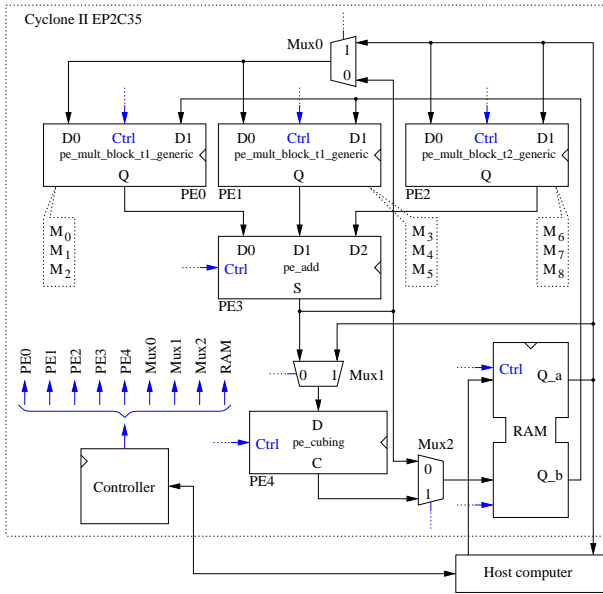 Cyclone II EP2C35
Mux0
1
0
D0 Ctrl D1
pe_mult_block_t1_generic
Q
PE0
D0 Ctrl D1
pe_mult_block_t1_generic
Q
PE1
D0 Ctrl D1
pe_mult_block_t2_generic
Q
PE2
M0
M1
M2
M3
M4
M5
M6
M7
M8
D0 D1 D2
Ctrl pe_add
S
PE3
PE0
PE1
PE2
PE3
PE4
Mux0
Mux1
Mux2
RAM
0 1 Mux1
D
Ctrl pe_cubing
C
PE4
Mux2
0
1
Ctrl Q_a
RAM
Q_b
Controller
Host computer